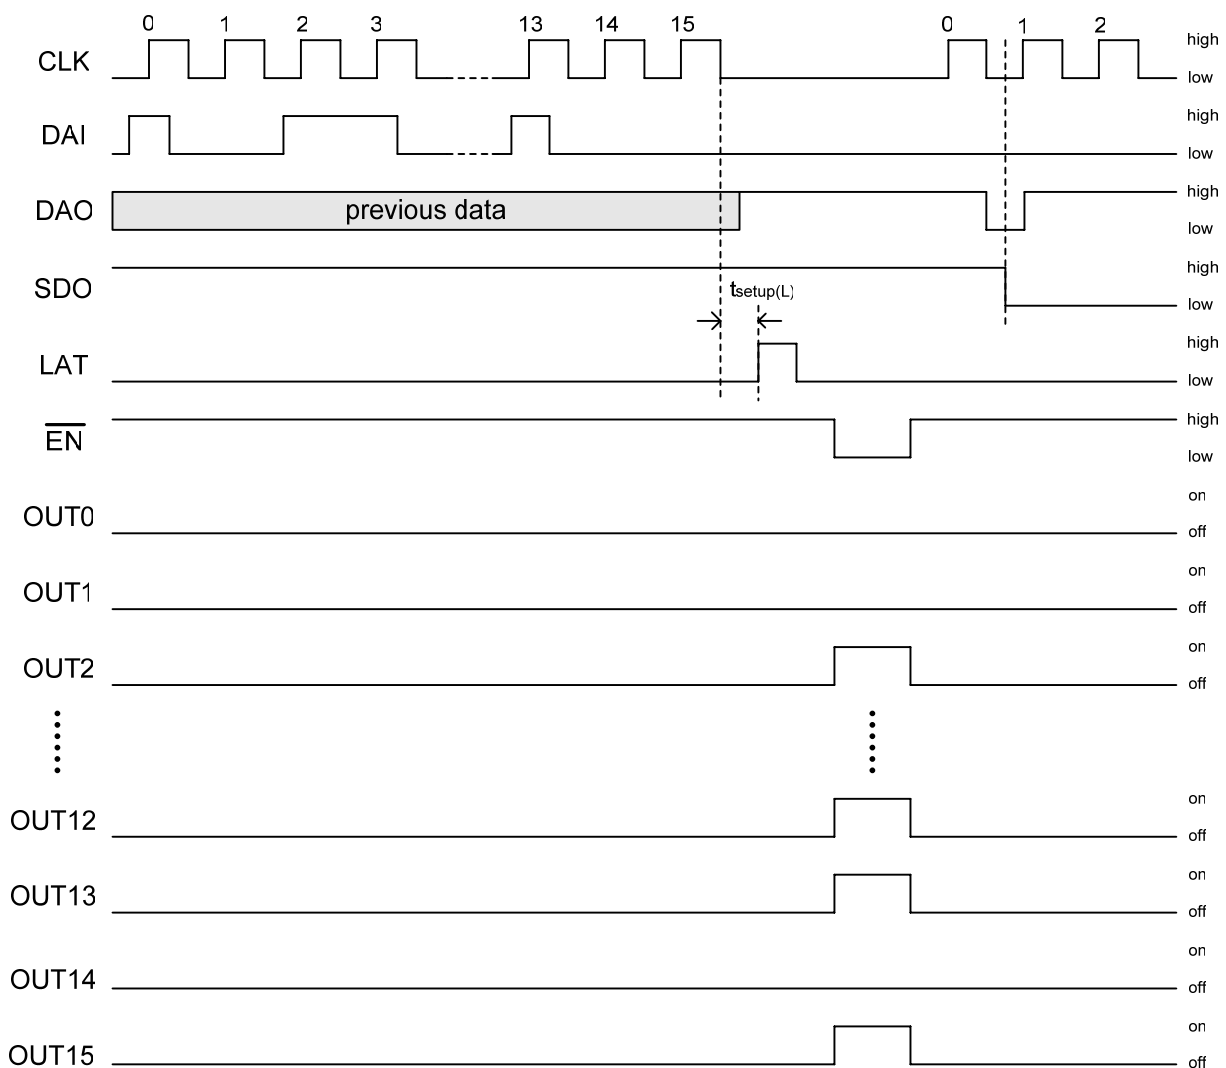 0 1 2 3 13 14 15 0 1 2
CLK high
low
DAI high
low
DAO previous data high
low
SDO high
low
tsetup(L)
LAT high
low
EN high
low
OUT0 on
off
OUT1 on
off
OUT2 on
off
OUT12 on
off
OUT13 on
off
OUT14 on
off
OUT15 on
off